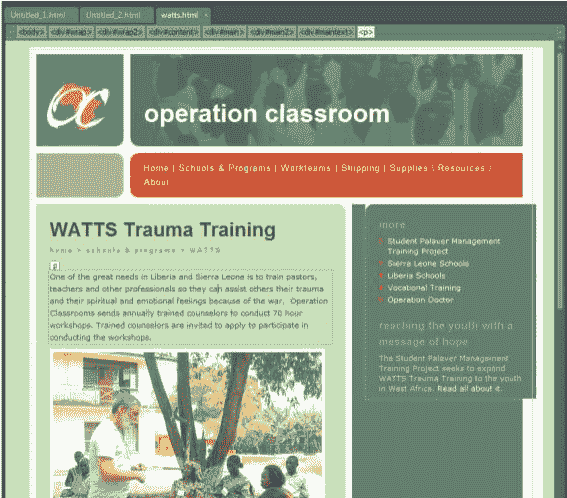 Untitled_1.html Untitled_2.html watts.html ×
<body> <div#wrap> <div#wrap2> <div#content> <div#main> <div#main2> <div#maintext> <p>
oc
operation classroom
Home | Schools & Programs | Workteams | Shipping | Supplies \ Resources /
About
WATTS Trauma Training
home > schools & programs > WATTS
p
One of the great needs in Liberia and Sierra Leone is to train pastors,
teachers and other professionals so they can assist others their trauma
and their spiritual and emotional feelings because of the war, Operation
Classrooms sends annually trained counselors to conduct 70 hour
workshops. Trained counselors are invited to apply to participate in
conducting the workshops.
more
Student Palaver Management
Training Project
Sierra Leone Schools
Liberia Schools
Vocational Training
Operation Doctor
reaching the youth with a
message of hope
The Student Palaver Management
Training Project seeks to expand
WATTS Trauma Training to the youth
in West Africa. Read all about it.